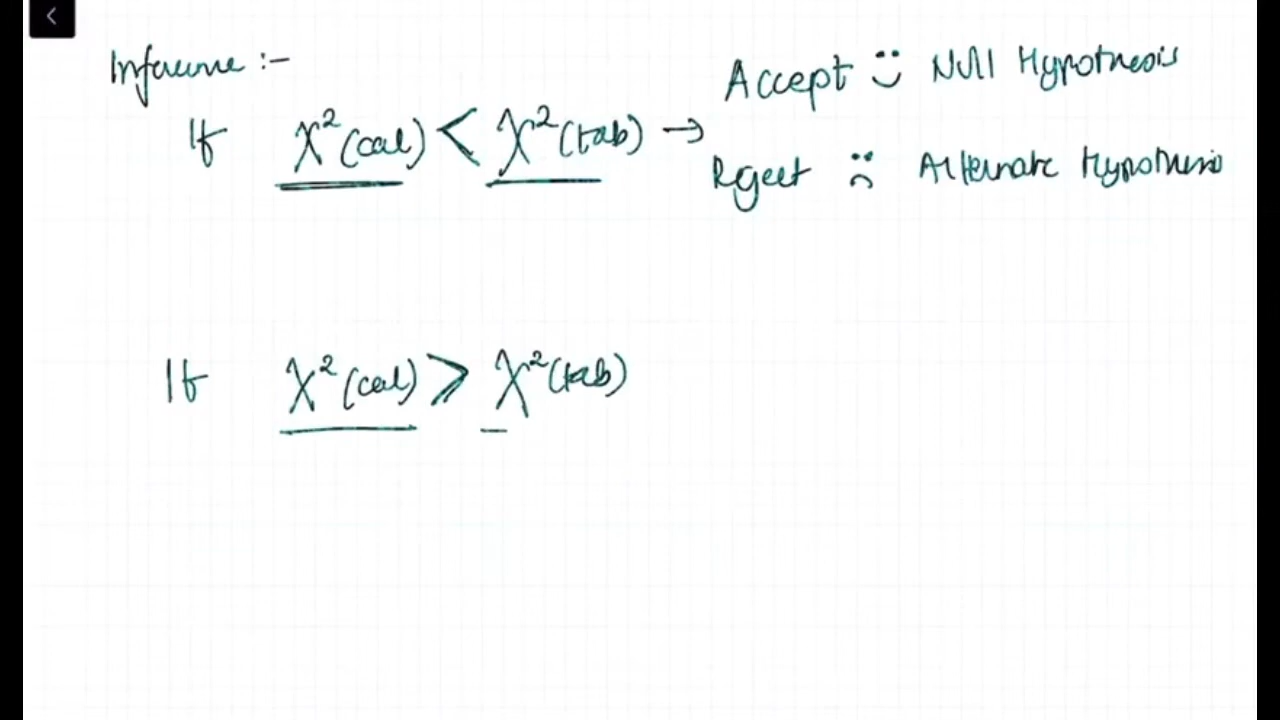 Inference :-
Accept Null Hypothesis
If χ²(cal) < χ²(tab) →
Reject Alternate Hypothesis
If χ²(cal) > χ²(tab)